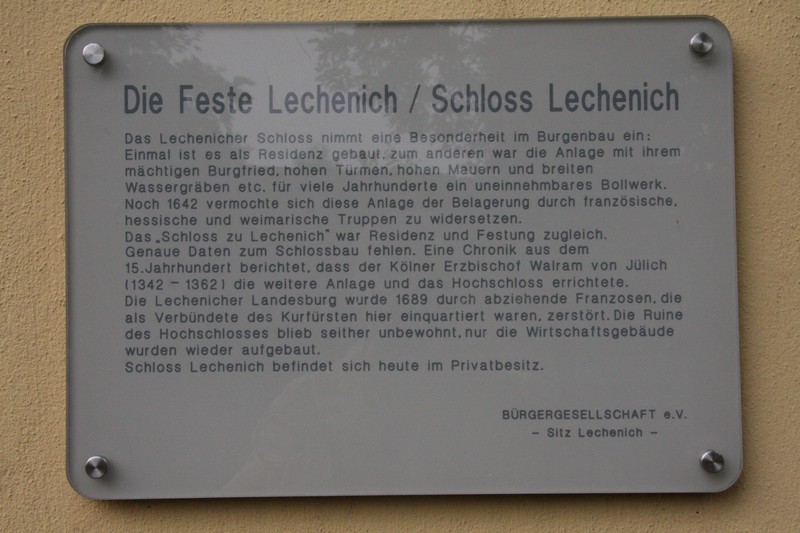 Die Feste Lechenich / Schloss Lechenich
Das Lechenicher Schloss nimmt eine Besonderheit im Burgenbau ein:
Einmal ist es als Residenz gebaut, zum anderen war die Anlage mit ihrem
mächtigen Burgfried, hohen Türmen, hohen Mauern und breiten
Wassergräben etc. für viele Jahrhunderte ein uneinnehmbares Bollwerk.
Noch 1642 vermochte sich diese Anlage der Belagerung durch französische,
hessische und weimarische Truppen zu widersetzen.
Das „Schloss zu Lechenich“ war Residenz und Festung zugleich.
Genaue Daten zum Schlossbau fehlen. Eine Chronik aus dem
15. Jahrhundert berichtet, dass der Kölner Erzbischof Walram von Jülich
(1342 – 1362) die weitere Anlage und das Hochschloss errichtete.
Die Lechenicher Landesburg wurde 1689 durch abziehende Franzosen, die
als Verbündete des Kurfürsten hier einquartiert waren, zerstört. Die Ruine
des Hochschlosses blieb seither unbewohnt, nur die Wirtschaftsgebäude
wurden wieder aufgebaut.
Schloss Lechenich befindet sich heute im Privatbesitz.
BÜRGERGESELLSCHAFT e.V.
– Sitz Lechenich –